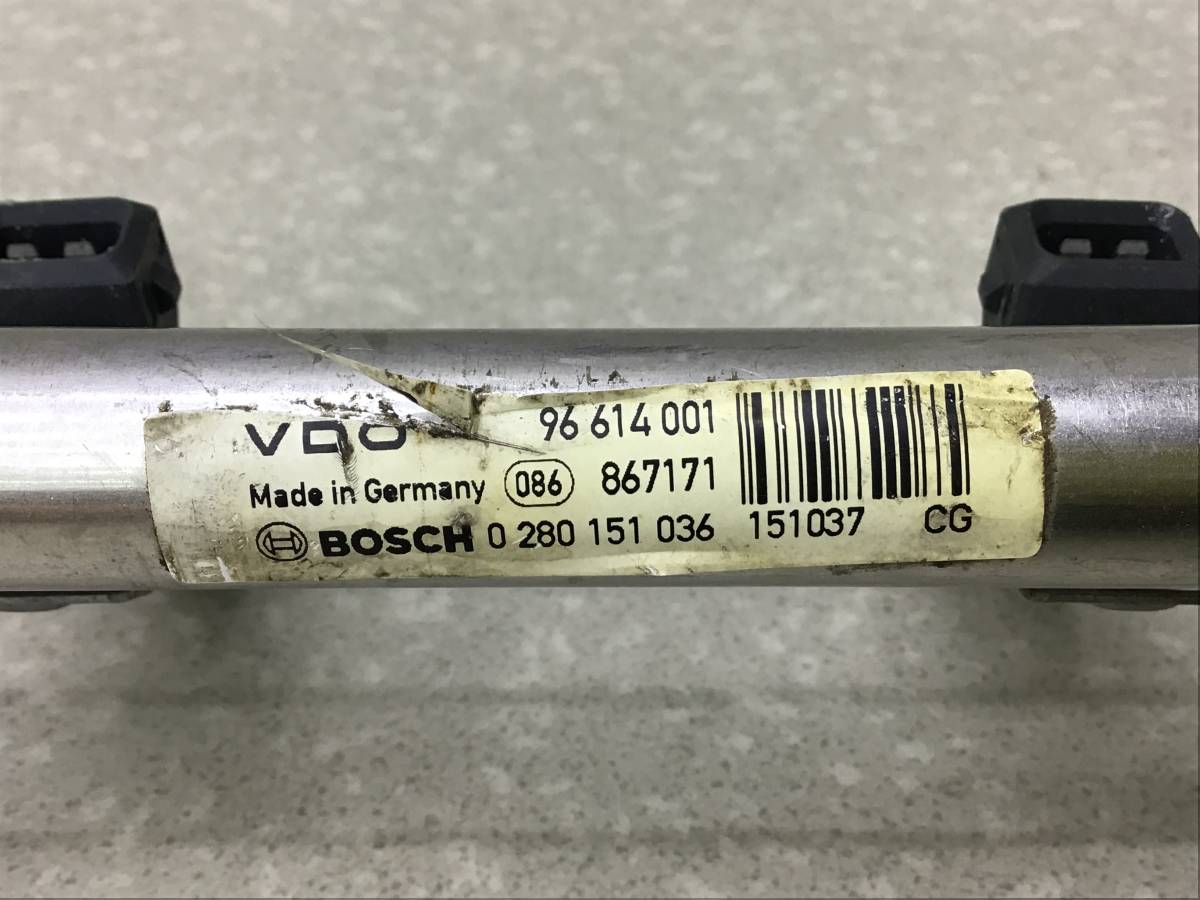 VDO 96 614 001
Made in Germany 086 867171
BOSCH 0 280 151 036 151037 CG